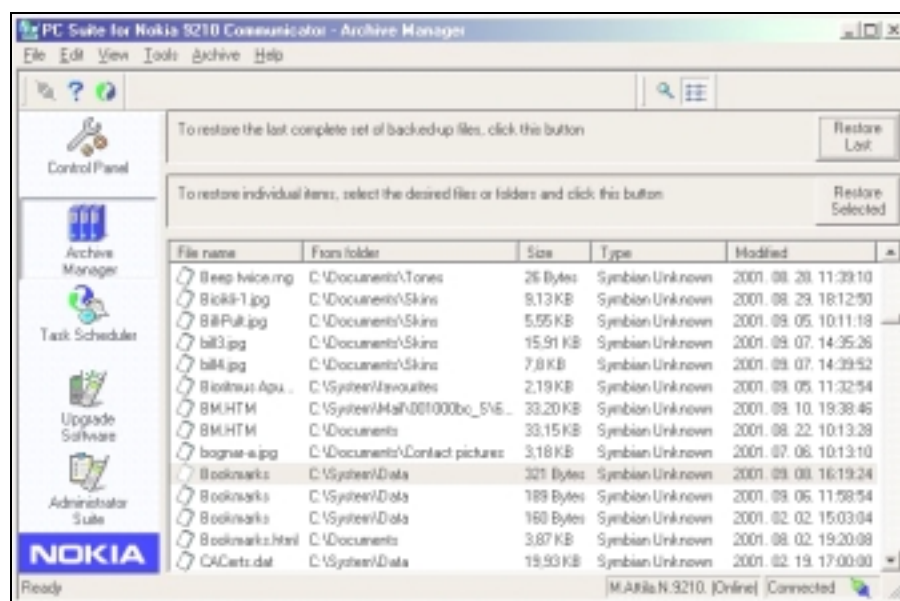 PC Suite for Nokia 9210 Communicator - Archive Manager
File Edit View Tools Archive Help
To restore the last complete set of backed-up files, click this button
Restore Last
Control Panel
To restore individual items, select the desired files or folders and click this button
Restore Selected
Archive Manager
File name From folder Size Type Modified
Beep twice.rng C:\Documents\Tones 26 Bytes Symbian Unknown 2001. 08. 28. 11:39:10
Biciklii-1.jpg C:\Documents\Skins 9,13 KB Symbian Unknown 2001. 08. 29. 18:12:50
Bill-Pult.jpg C:\Documents\Skins 5,55 KB Symbian Unknown 2001. 09. 05. 10:11:18
Task Scheduler
bill3.jpg C:\Documents\Skins 15,91 KB Symbian Unknown 2001. 09. 07. 14:35:26
bill4.jpg C:\Documents\Skins 7,8 KB Symbian Unknown 2001. 09. 07. 14:39:52
Bioritmus Apu... C:\System\favourites 2,19 KB Symbian Unknown 2001. 09. 05. 11:32:54
BM.HTM C:\System\Mail\001000bc_S\6... 33,20 KB Symbian Unknown 2001. 09. 10. 19:38:46
Upgrade Software
BM.HTM C:\Documents 33,15 KB Symbian Unknown 2001. 08. 22. 10:13:28
bognar-a.jpg C:\Documents\Contact pictures 3,18 KB Symbian Unknown 2001. 07. 06. 10:13:10
Bookmarks C:\System\Data 321 Bytes Symbian Unknown 2001. 09. 08. 16:19:24
Bookmarks C:\System\Data 189 Bytes Symbian Unknown 2001. 09. 06. 11:58:54
Administrator Suite
Bookmarks C:\System\Data 160 Bytes Symbian Unknown 2001. 02. 02. 15:03:04
Bookmarks.html C:\Documents 3,87 KB Symbian Unknown 2001. 08. 02. 19:20:08
CACerts.dat C:\System\Data 19,93 KB Symbian Unknown 2001. 02. 19. 17:00:00
NOKIA
Ready M.Attila.N.9210. [Online] Connected